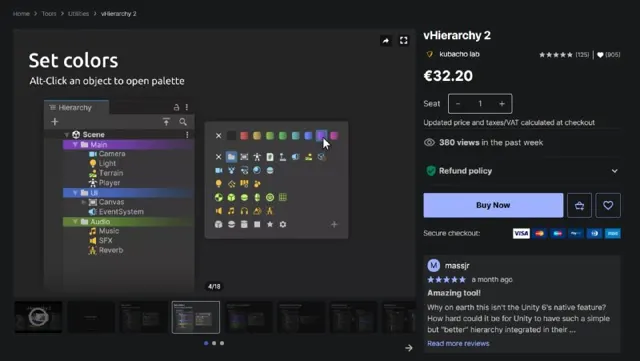 Home > Tools > Utilities > vHierarchy 2
Set colors
Alt-Click an object to open palette
Hierarchy
Scene
Main
Camera
Light
Terrain
Player
UI
Canvas
EventSystem
Audio
Music
SFX
Reverb
4/18
vHierarchy 2
kubacho lab
(125) | (905)
€32.20
Seat
- 1 +
Updated price and taxes/VAT calculated at checkout
380 views in the past week
Refund policy
Buy Now
Secure checkout:
VISA
M massjr
a month ago
Amazing tool!
Why on earth this isn't the Unity 6's native feature?
How hard could it be for Unity to have such a simple
but "better" hierarchy integrated in their ...
Read more reviews